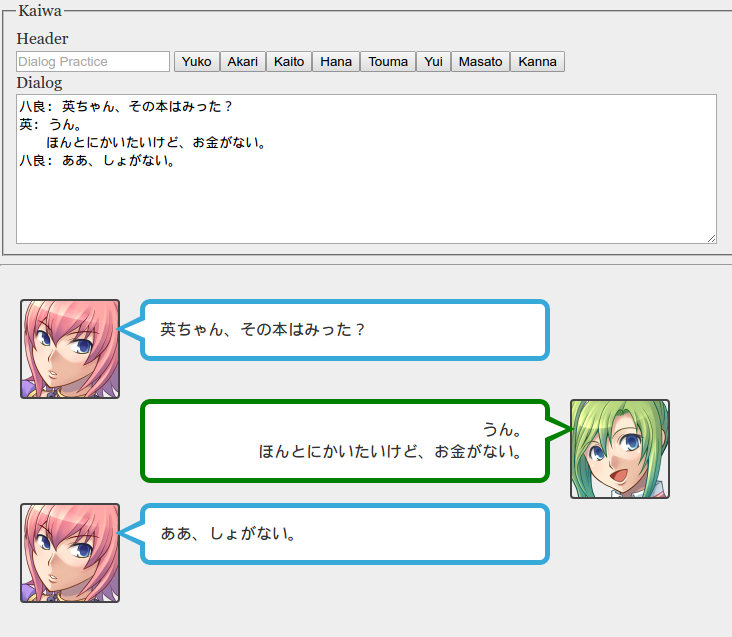 Kaiwa
Header
Dialog Practice Yuko Akari Kaito Hana Touma Yui Masato Kanna
Dialog
八良: 英ちゃん、その本はみった？
英: うん。
ほんとにかいたいけど、お金がない。
八良: ああ、しょがない。
英ちゃん、その本はみった？
うん。
ほんとにかいたいけど、お金がない。
ああ、しょがない。